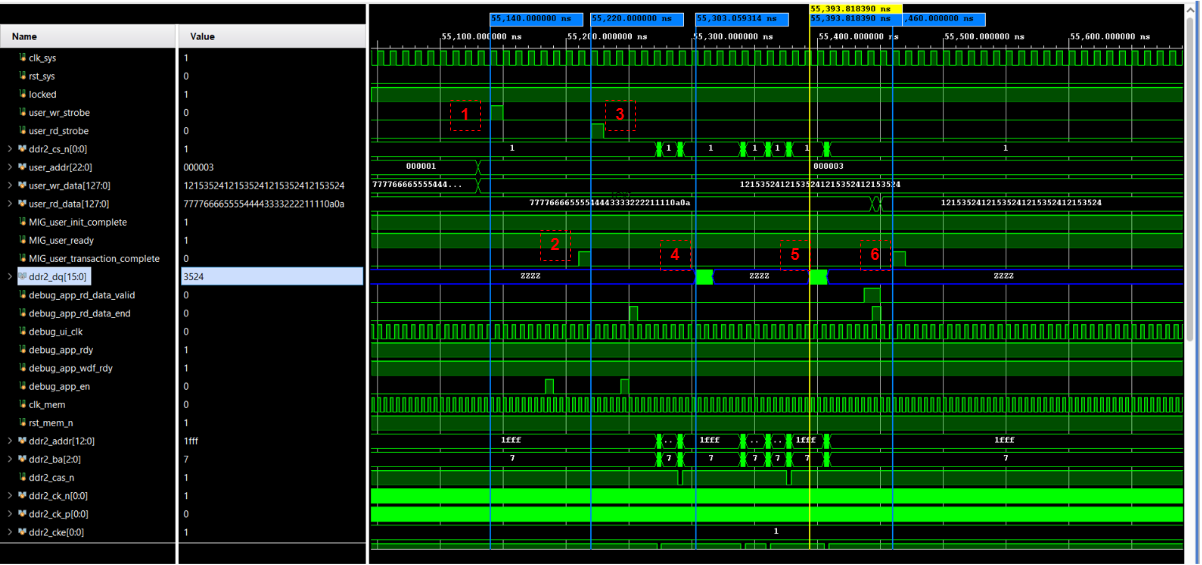 55,393.818390 ns
55,140.000000 ns 55,220.000000 ns 55,303.059314 ns 55,393.818390 ns ,460.000000 ns
Name Value
55,100.000000 ns 55,200.000000 ns 55,300.000000 ns 55,400.000000 ns 55,500.000000 ns 55,600.000000 ns
clk_sys 1
rst_sys 0
locked 1
user_wr_strobe 0 1 3
user_rd_strobe 0
ddr2_cs_n[0:0] 1 1 1 1 1 1 1 1
user_addr[22:0] 000003 000001 000003
user_wr_data[127:0] 12153524121535241215352412153524 777766665555444... 12153524121535241215352412153524
user_rd_data[127:0] 77776666555544443333222211110a0a 77776666555544443333222211110a0a 12153524121535241215352412153524
MIG_user_init_complete 1
MIG_user_ready 1
MIG_user_transaction_complete 0 2 4 5 6
ddr2_dq[15:0] 3524 ZZZZ ZZZZ ZZZZ
debug_app_rd_data_valid 0
debug_app_rd_data_end 0
debug_ui_clk 0
debug_app_rdy 1
debug_app_wdf_rdy 1
debug_app_en 0
clk_mem 0
rst_mem_n 1
ddr2_addr[12:0] 1fff 1fff .. 1fff .. .. 1fff 1fff
ddr2_ba[2:0] 7 7 7 7 7 7 7 7
ddr2_cas_n 1
ddr2_ck_n[0:0] 1
ddr2_ck_p[0:0] 0
ddr2_cke[0:0] 1 1